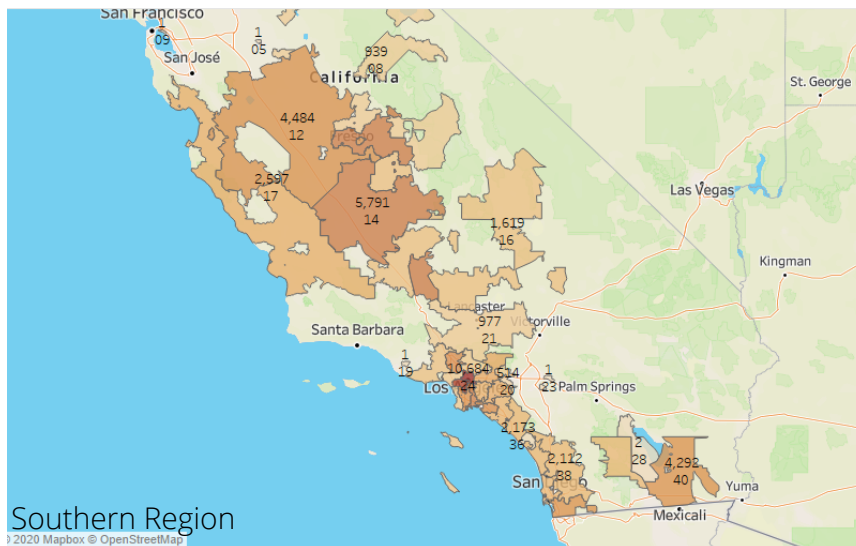 San Francisco
1
09
1
05
San José
939
08
California
St. George
4,484
12
Fresno
2,597
17
Las Vegas
5,791
14
1,619
16
Kingman
Lancaster
977
21
Victorville
Santa Barbara
1
19
10,684
24
514
20
1
23
Palm Springs
Los
2,173
36
2,112
38
2
28
4,292
40
San Diego
Yuma
Mexicali
Southern Region
© 2020 Mapbox © OpenStreetMap